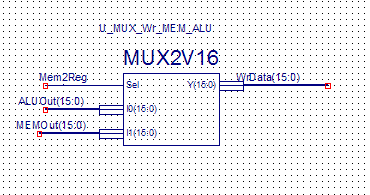 U_MUX_Wr_MEM_ALU
MUX2V16
Mem2Reg Sel Y(15:0) WrData(15:0)
ALUOut(15:0) I0(15:0)
MEMOut(15:0) I1(15:0)